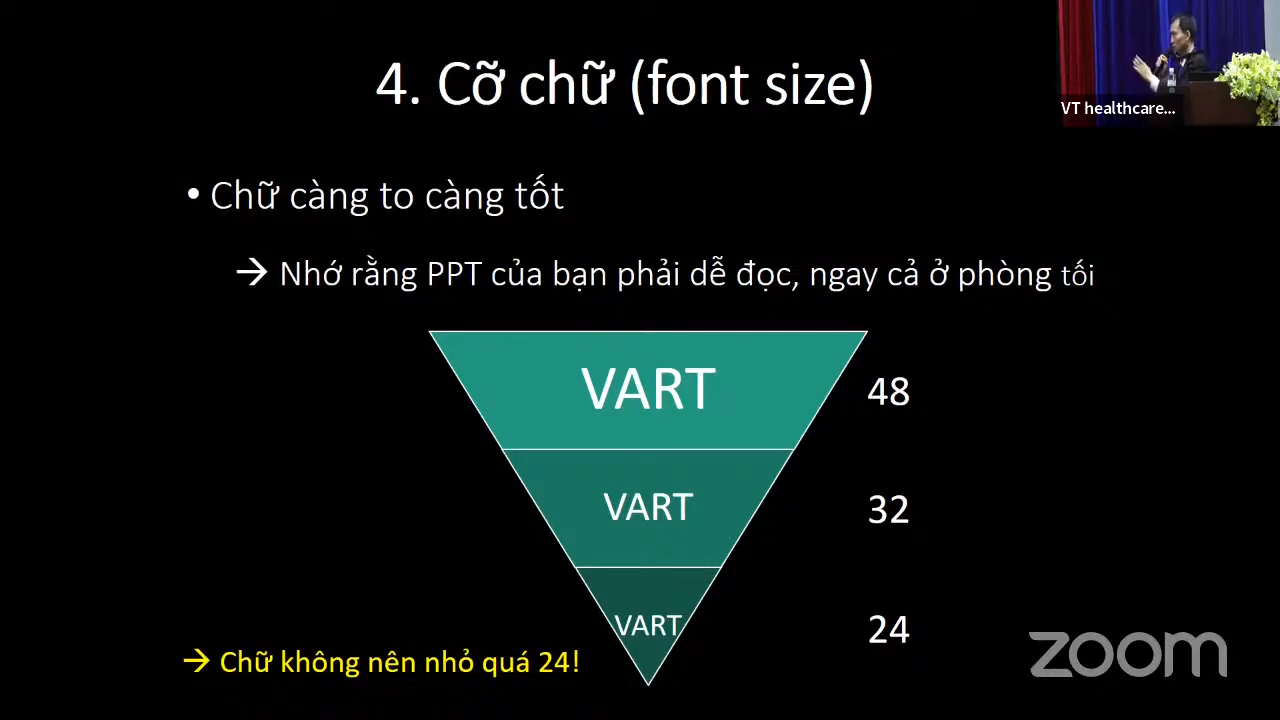 4. Cỡ chữ (font size)
VT healthcare...
• Chữ càng to càng tốt
→ Nhớ rằng PPT của bạn phải dễ đọc, ngay cả ở phòng tối
VART 48
VART 32
VART 24
→ Chữ không nên nhỏ quá 24!
zoom